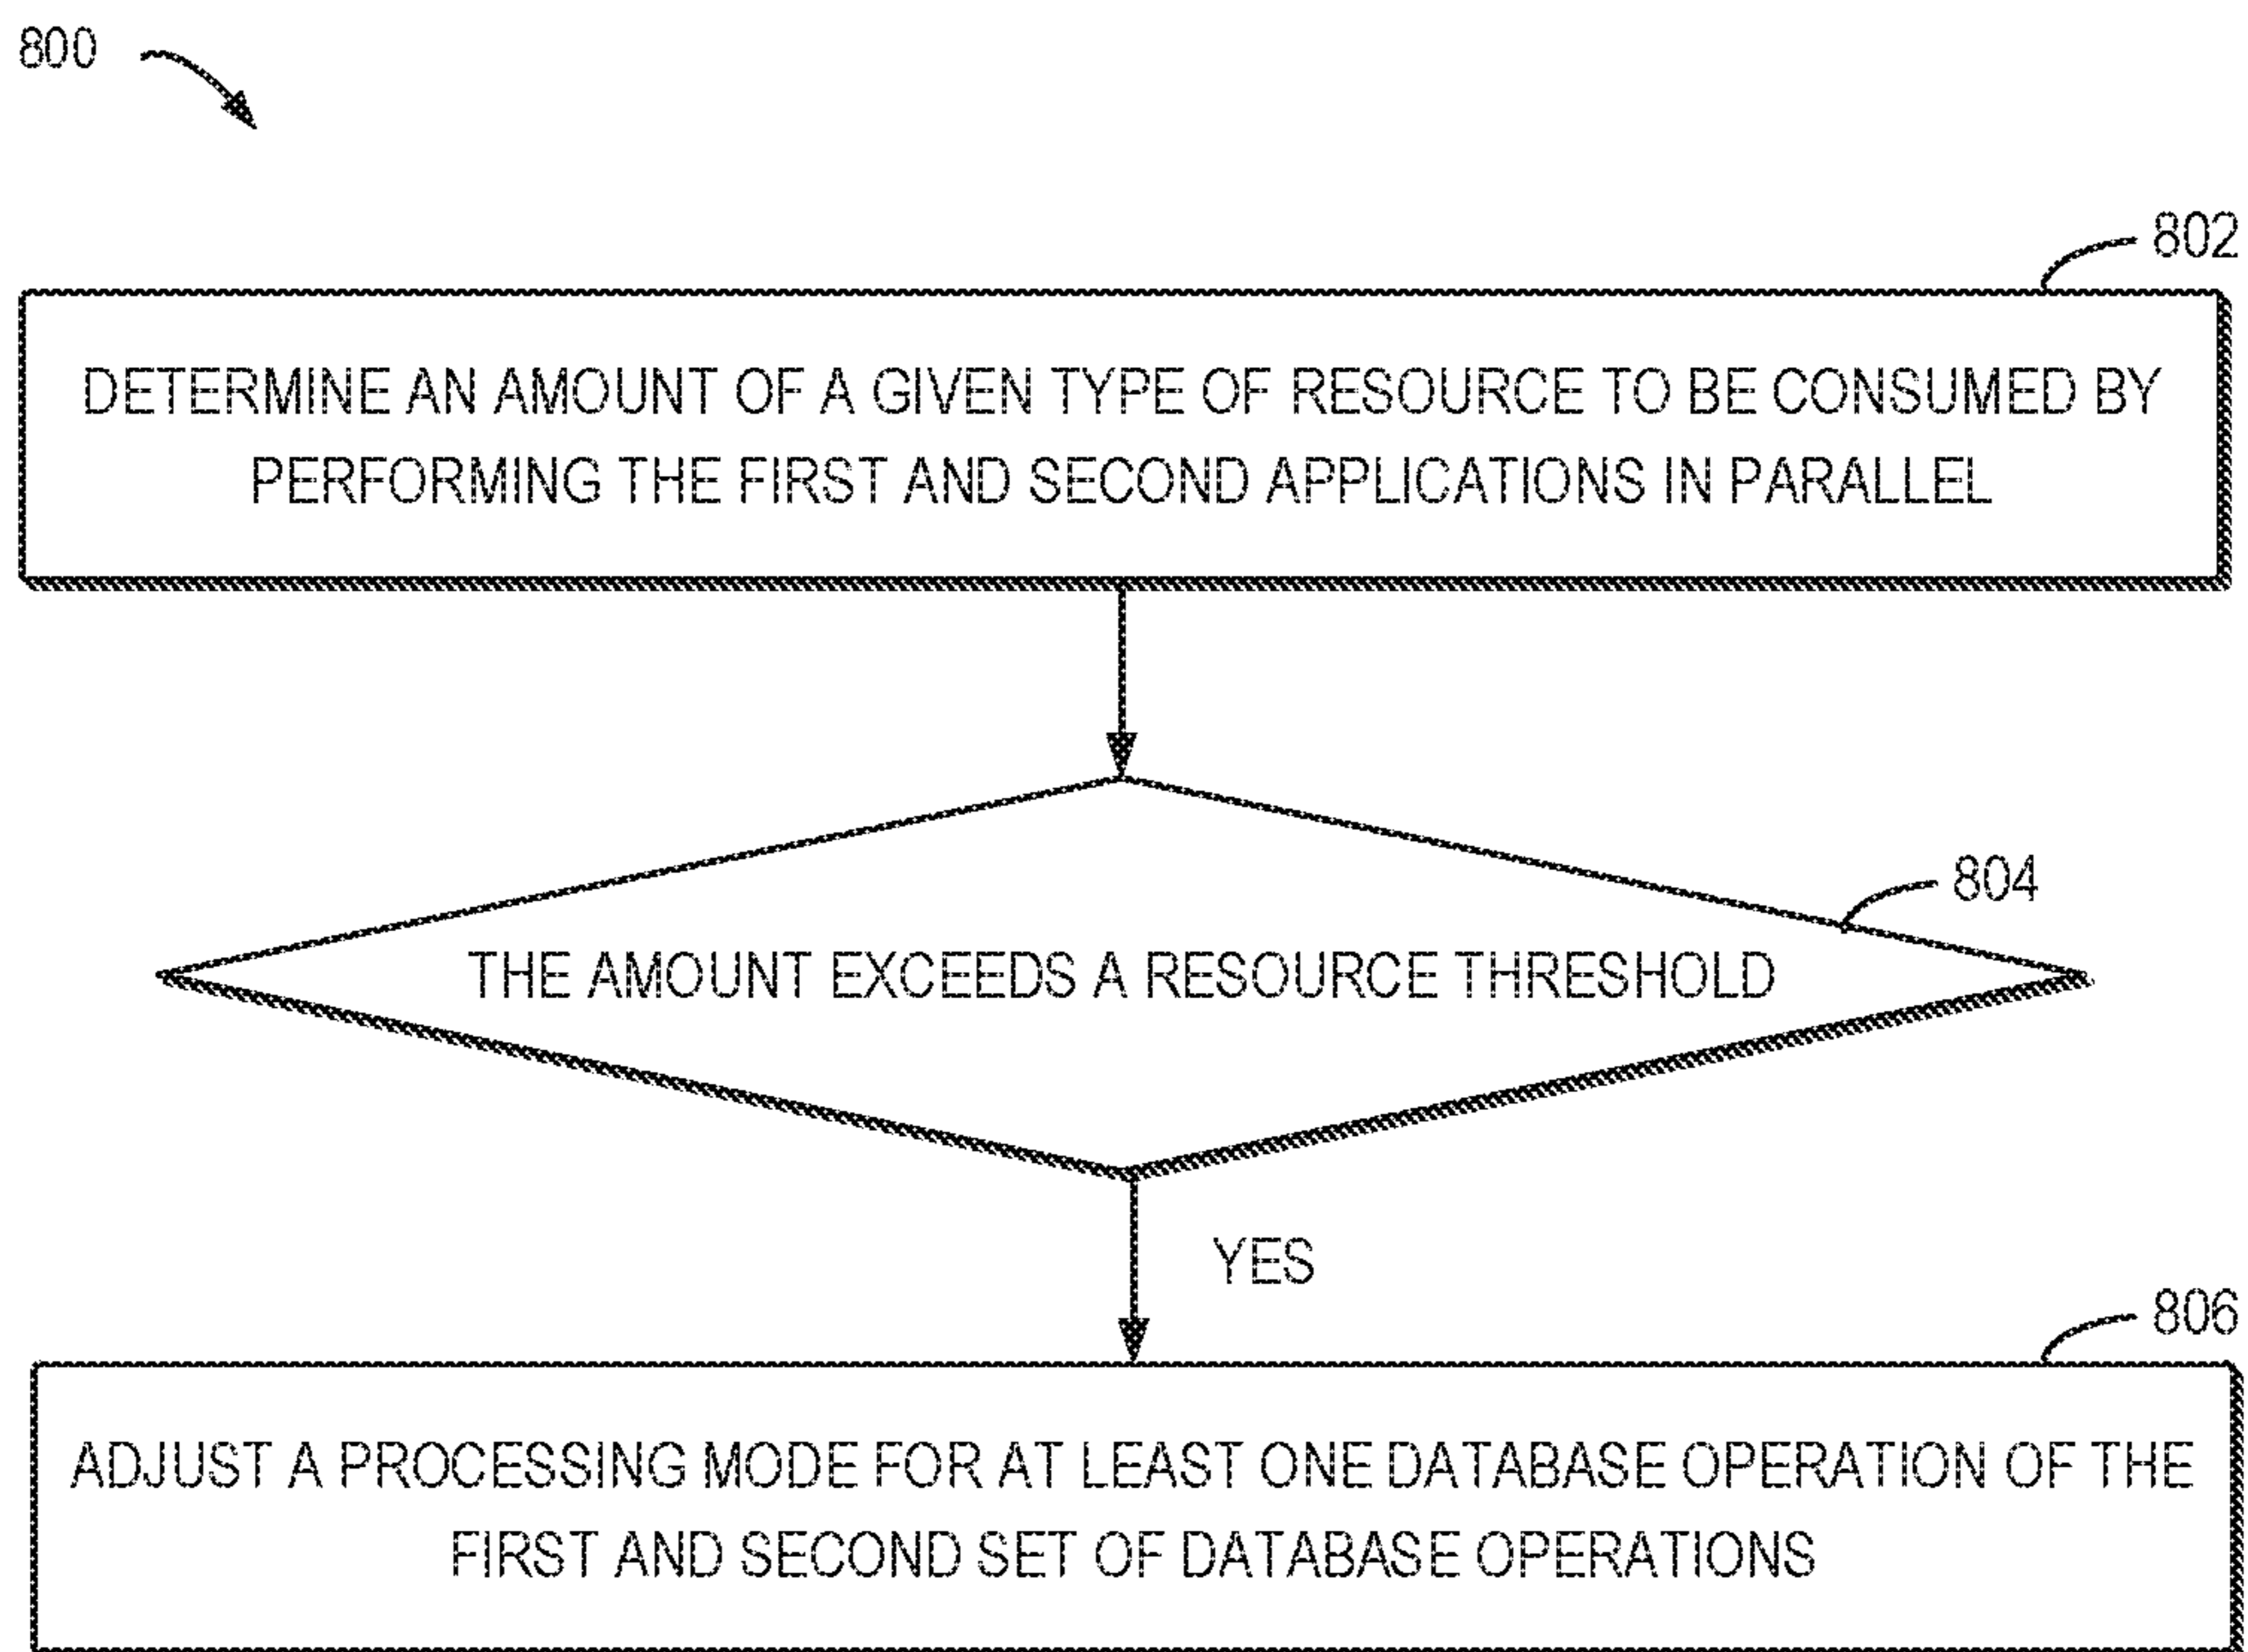 800
802
DETERMINE AN AMOUNT OF A GIVEN TYPE OF RESOURCE TO BE CONSUMED BY
PERFORMING THE FIRST AND SECOND APPLICATIONS IN PARALLEL
804
THE AMOUNT EXCEEDS A RESOURCE THRESHOLD
YES
806
ADJUST A PROCESSING MODE FOR AT LEAST ONE DATABASE OPERATION OF THE
FIRST AND SECOND SET OF DATABASE OPERATIONS